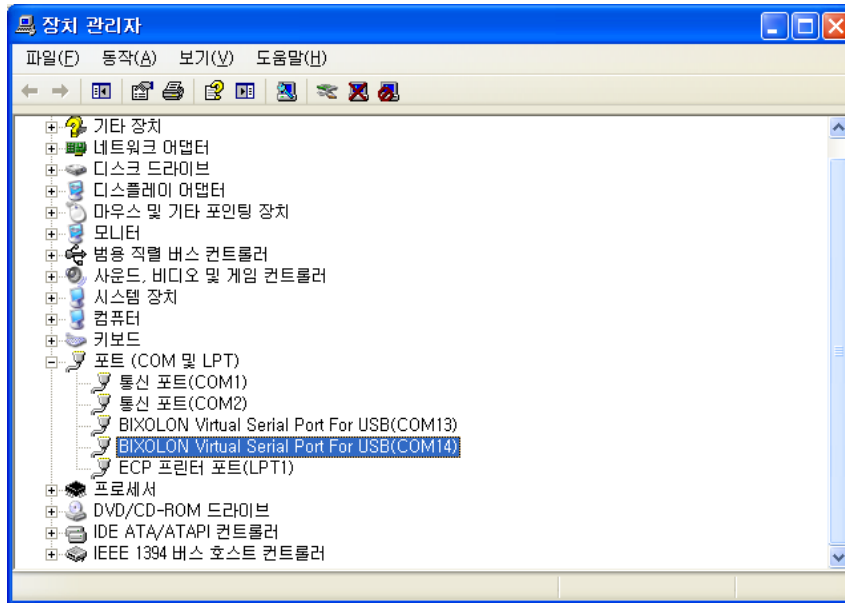 장치 관리자
파일(F) 동작(A) 보기(V) 도움말(H)
기타 장치
네트워크 어댑터
디스크 드라이브
디스플레이 어댑터
마우스 및 기타 포인팅 장치
모니터
범용 직렬 버스 컨트롤러
사운드, 비디오 및 게임 컨트롤러
시스템 장치
컴퓨터
키보드
포트 (COM 및 LPT)
통신 포트(COM1)
통신 포트(COM2)
BIXOLON Virtual Serial Port For USB(COM13)
BIXOLON Virtual Serial Port For USB(COM14)
ECP 프린터 포트(LPT1)
프로세서
DVD/CD-ROM 드라이브
IDE ATA/ATAPI 컨트롤러
IEEE 1394 버스 호스트 컨트롤러